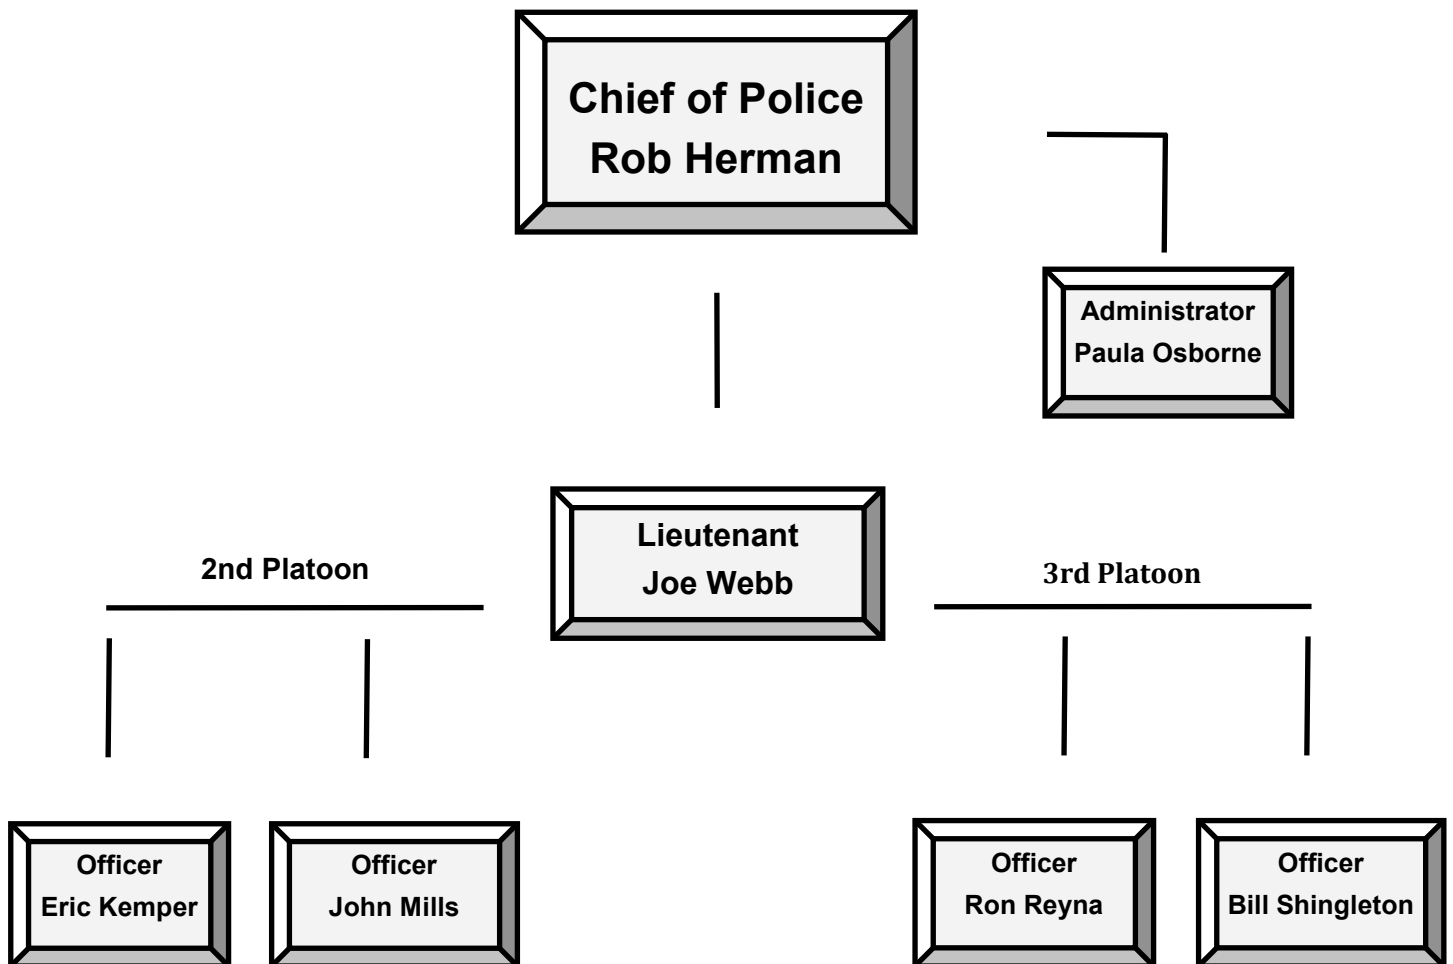 Chief of Police
Rob Herman
Administrator
Paula Osborne
Lieutenant
Joe Webb
2nd Platoon
3rd Platoon
Officer
Eric Kemper
Officer
John Mills
Officer
Ron Reyna
Officer
Bill Shingleton